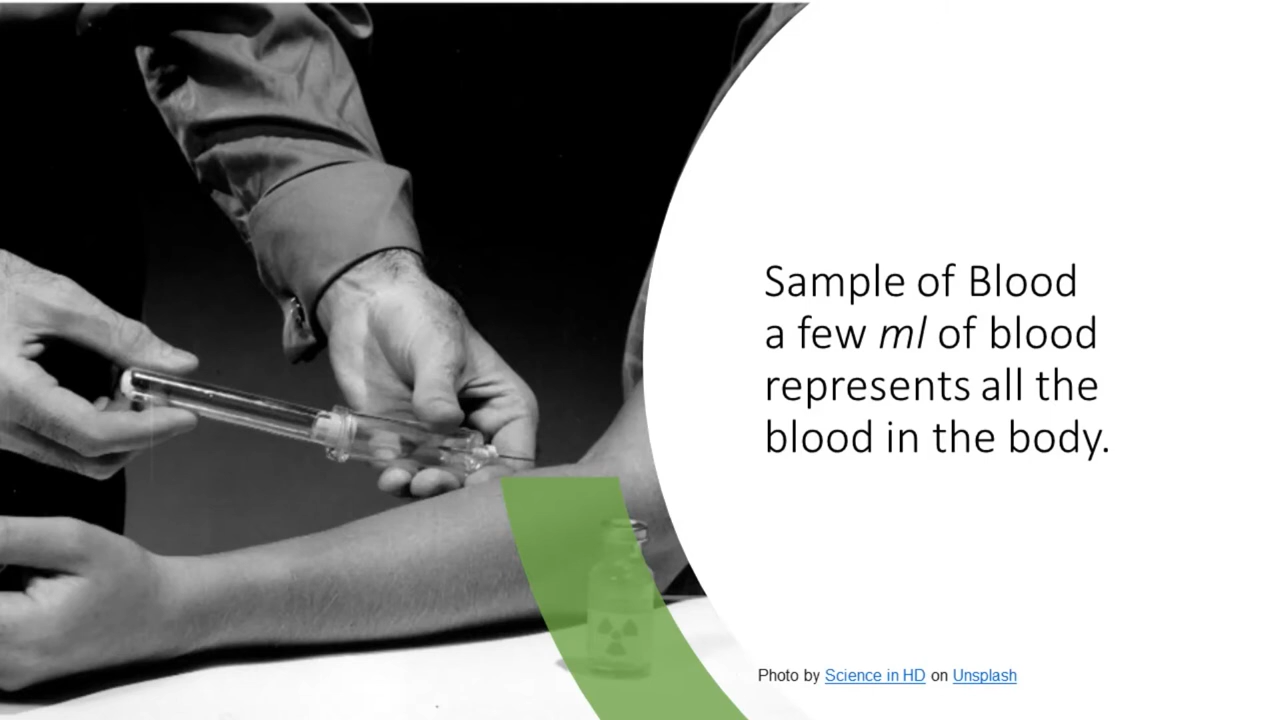 Sample of Blood
a few ml of blood
represents all the
blood in the body.
Photo by Science in HD on Unsplash